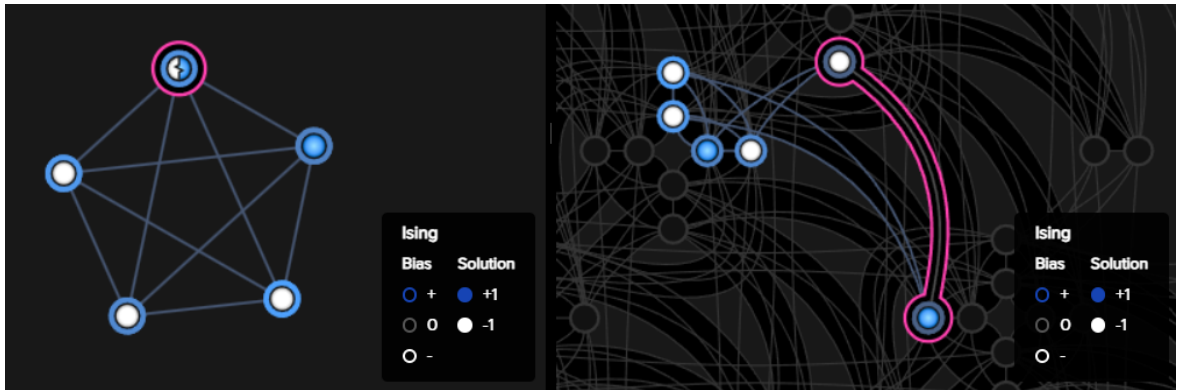 Ising
Bias Solution
+ +1
0 -1
-
Ising
Bias Solution
+ +1
0 -1
-